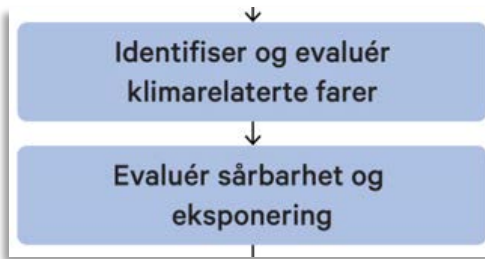 Identifiser og evaluér
klimarelaterte farer
Evaluér sårbarhet og
eksponering